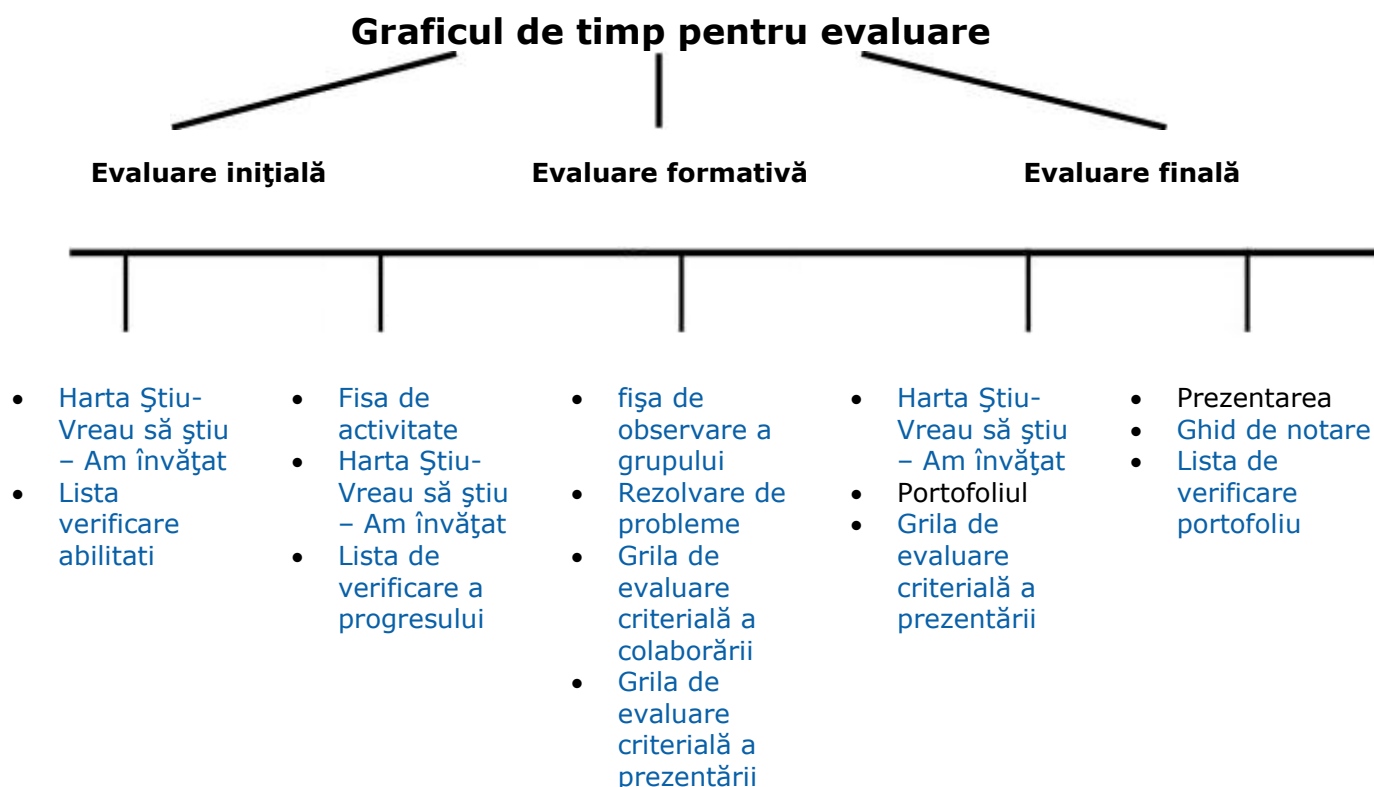 Graficul de timp pentru evaluare
Evaluare iniţială
Evaluare formativă
Evaluare finală
• Harta Ştiu-
Vreau să ştiu
– Am învăţat
• Lista
verificare
abilitati
• Fisa de
activitate
• Harta Ştiu-
Vreau să ştiu
– Am învăţat
• Lista de
verificare a
progresului
• fişa de
observare a
grupului
• Rezolvare de
probleme
• Grila de
evaluare
criterială a
colaborării
• Grila de
evaluare
criterială a
prezentării
• Harta Ştiu-
Vreau să ştiu
– Am învăţat
• Portofoliul
• Grila de
evaluare
criterială a
prezentării
• Prezentarea
• Ghid de notare
• Lista de
verificare
portofoliu